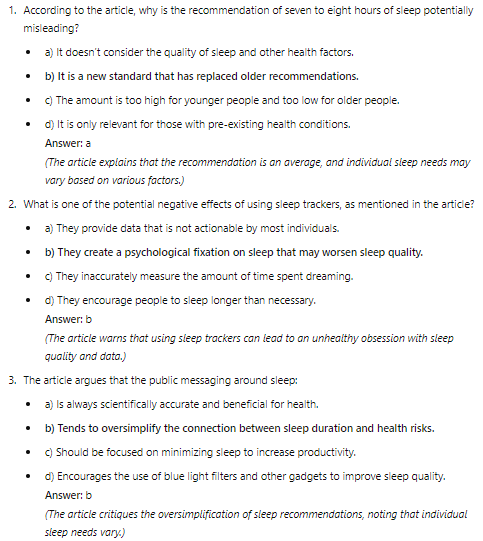 1. According to the article, why is the recommendation of seven to eight hours of sleep potentially
misleading?
• a) It doesn't consider the quality of sleep and other health factors.
• b) It is a new standard that has replaced older recommendations.
• c) The amount is too high for younger people and too low for older people.
• d) It is only relevant for those with pre-existing health conditions.
Answer: a
(The article explains that the recommendation is an average, and individual sleep needs may
vary based on various factors.)
2. What is one of the potential negative effects of using sleep trackers, as mentioned in the article?
• a) They provide data that is not actionable by most individuals.
• b) They create a psychological fixation on sleep that may worsen sleep quality.
• c) They inaccurately measure the amount of time spent dreaming.
• d) They encourage people to sleep longer than necessary.
Answer: b
(The article warns that using sleep trackers can lead to an unhealthy obsession with sleep
quality and data.)
3. The article argues that the public messaging around sleep:
• a) Is always scientifically accurate and beneficial for health.
• b) Tends to oversimplify the connection between sleep duration and health risks.
• c) Should be focused on minimizing sleep to increase productivity.
• d) Encourages the use of blue light filters and other gadgets to improve sleep quality.
Answer: b
(The article critiques the oversimplification of sleep recommendations, noting that individual
sleep needs vary.)